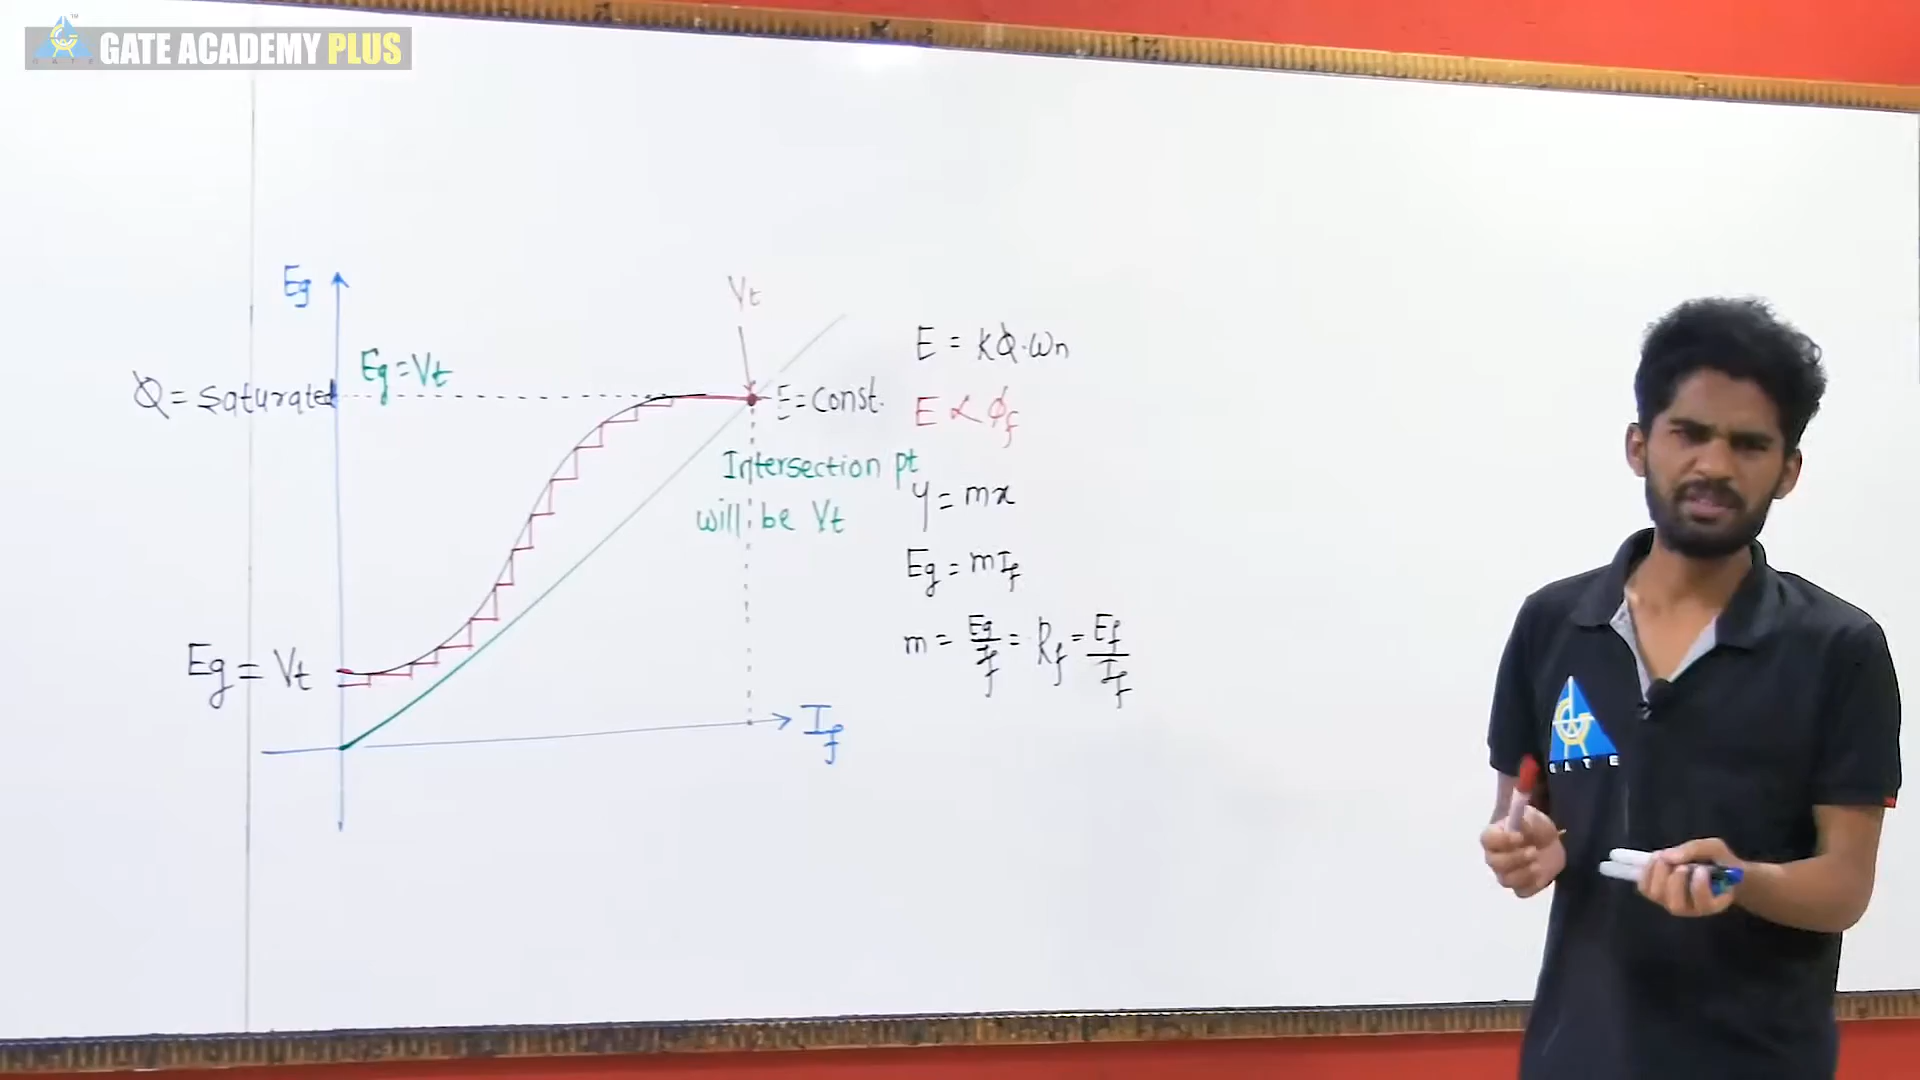 GATE ACADEMY PLUS
Eg
Vt
Eg = Vt
Φ = Saturated
E = const.
Intersection pt
will be Vt
Eg = Vt
If
E = kΦ.ωn
E ∝ Φf
y = mx
Eg = mIf
m = Eg/If = Rf = Ef/If
GATE